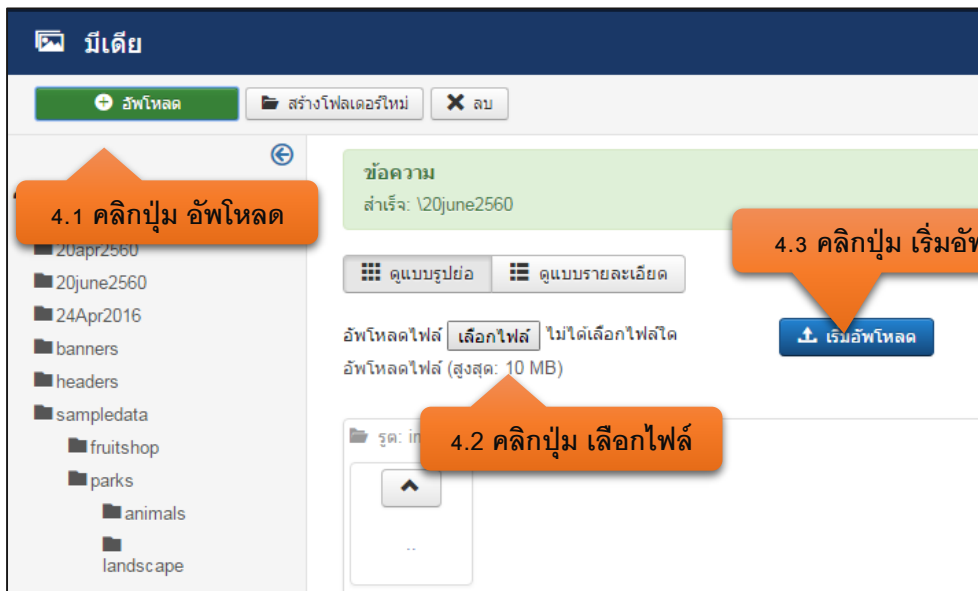 มีเดีย
อัพโหลด
สร้างโฟลเดอร์ใหม่
ลบ
4.1 คลิกปุ่ม อัพโหลด
ข้อความ
สำเร็จ: \20june2560
4.3 คลิกปุ่ม เริ่มอัพ
20apr2560
20june2560
24Apr2016
banners
headers
sampledata
fruitshop
parks
animals
landscape
ดูแบบรูปย่อ
ดูแบบรายละเอียด
อัพโหลดไฟล์ เลือกไฟล์ ไม่ได้เลือกไฟล์ใด
เริ่มอัพโหลด
อัพโหลดไฟล์ (สูงสุด: 10 MB)
4.2 คลิกปุ่ม เลือกไฟล์
รูต:
..